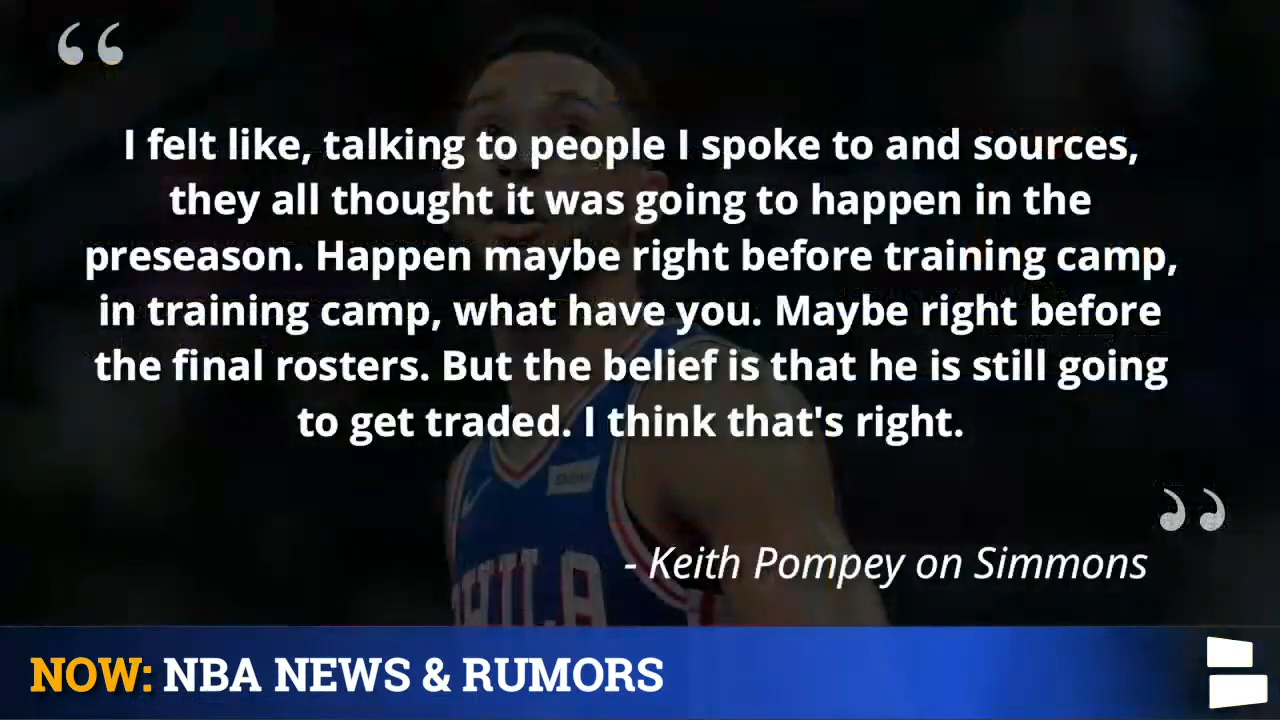 I felt like, talking to people I spoke to and sources,
they all thought it was going to happen in the
preseason. Happen maybe right before training camp,
in training camp, what have you. Maybe right before
the final rosters. But the belief is that he is still going
to get traded. I think that's right.
- Keith Pompey on Simmons
PHILA
NOW: NBA NEWS & RUMORS